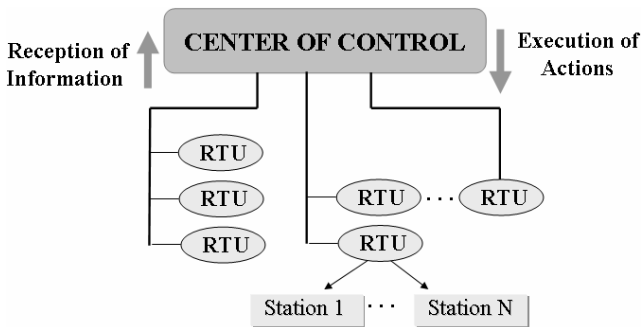 CENTER OF CONTROL
Reception of
Information
Execution of
Actions
RTU
RTU
RTU
RTU ... RTU
RTU
Station 1 ... Station N